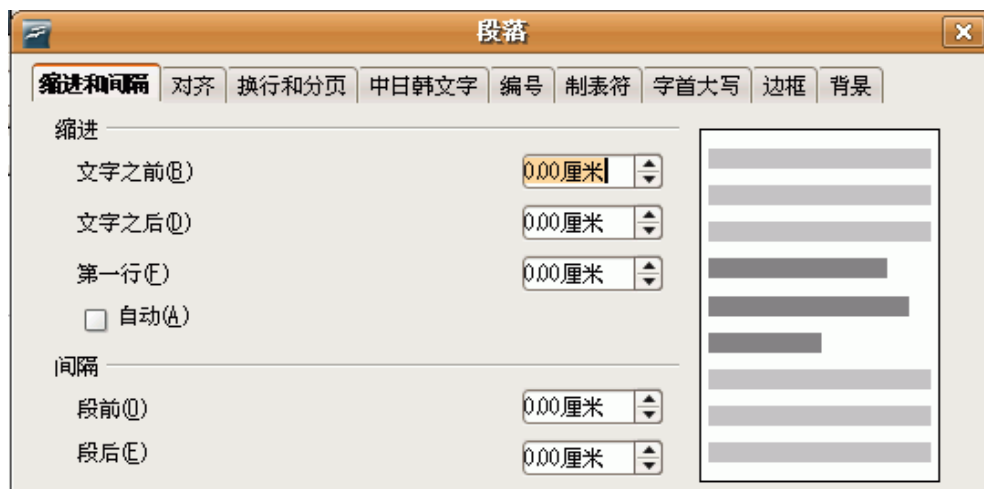 段落
缩进和间隔 对齐 换行和分页 中日韩文字 编号 制表符 字首大写 边框 背景
缩进
文字之前(B) 0.00厘米
文字之后(D) 0.00厘米
第一行(F) 0.00厘米
自动(A)
间隔
段前(U) 0.00厘米
段后(E) 0.00厘米